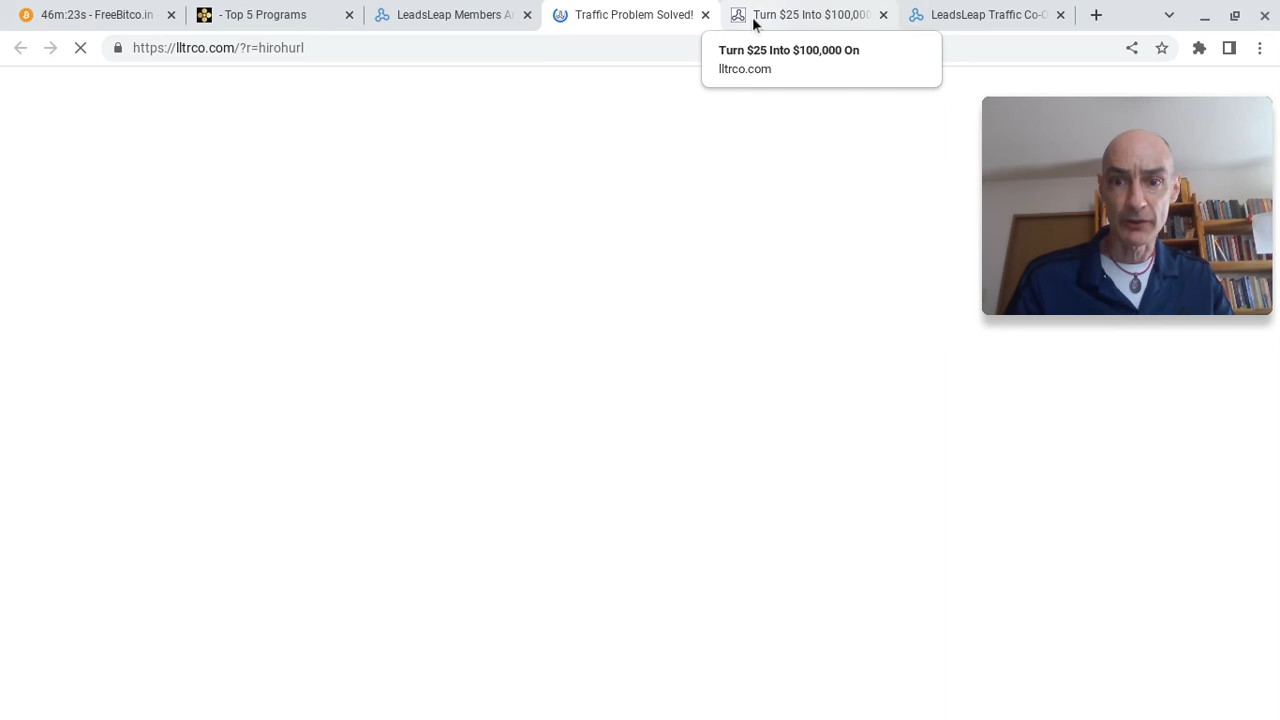 46m:23s - FreeBitco.in -
- Top 5 Programs
LeadsLeap Members A
Traffic Problem Solved!
Turn $25 Into $100,000
LeadsLeap Traffic Co-O
https://lltrco.com/?r=hirohurl
Turn $25 Into $100,000 On
lltrco.com